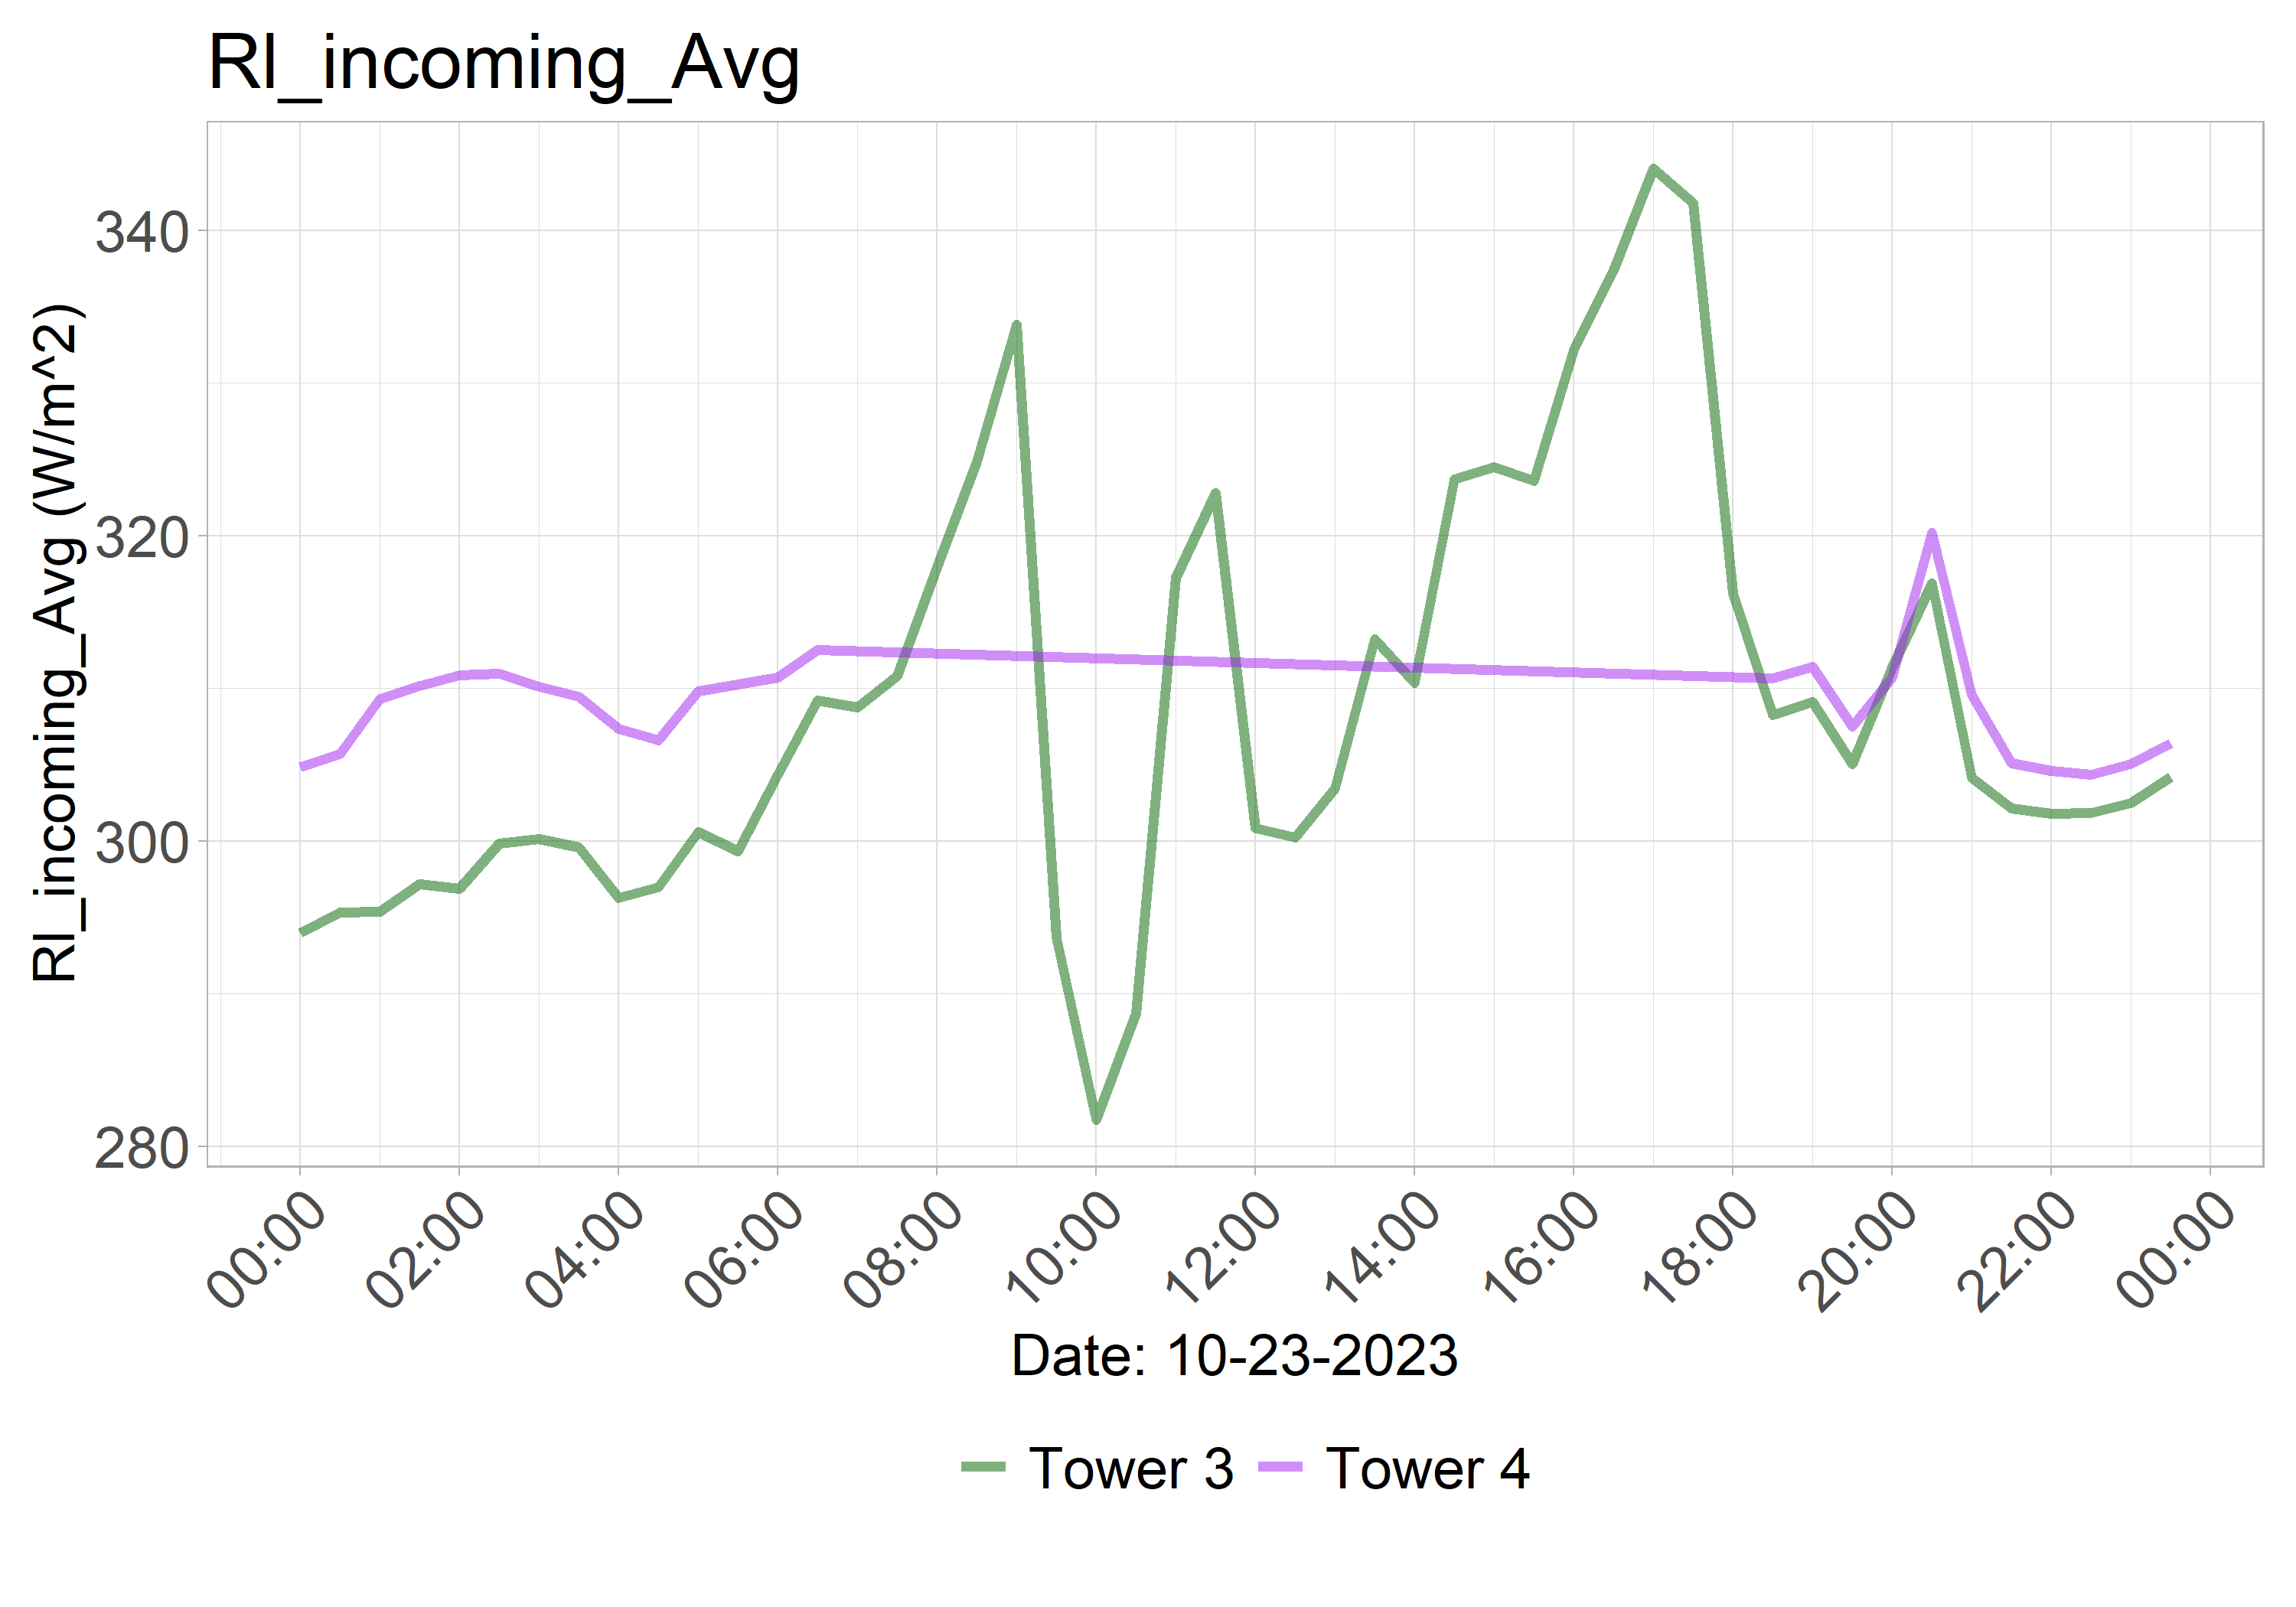 Rl_incoming_Avg
Rl_incoming_Avg (W/m^2)
340
320
300
280
00:00 02:00 04:00 06:00 08:00 10:00 12:00 14:00 16:00 18:00 20:00 22:00 00:00
Date: 10-23-2023
Tower 3 Tower 4